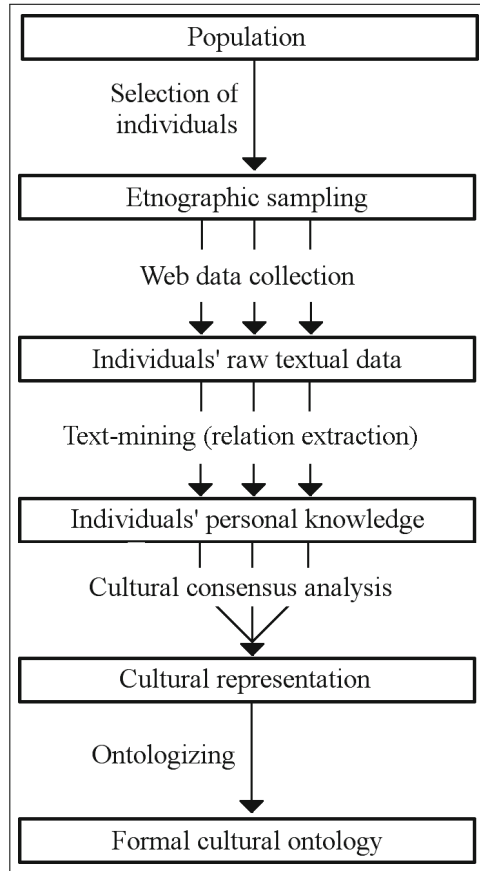 Population
Selection of
individuals
Etnographic sampling
Web data collection
Individuals' raw textual data
Text-mining (relation extraction)
Individuals' personal knowledge
Cultural consensus analysis
Cultural representation
Ontologizing
Formal cultural ontology